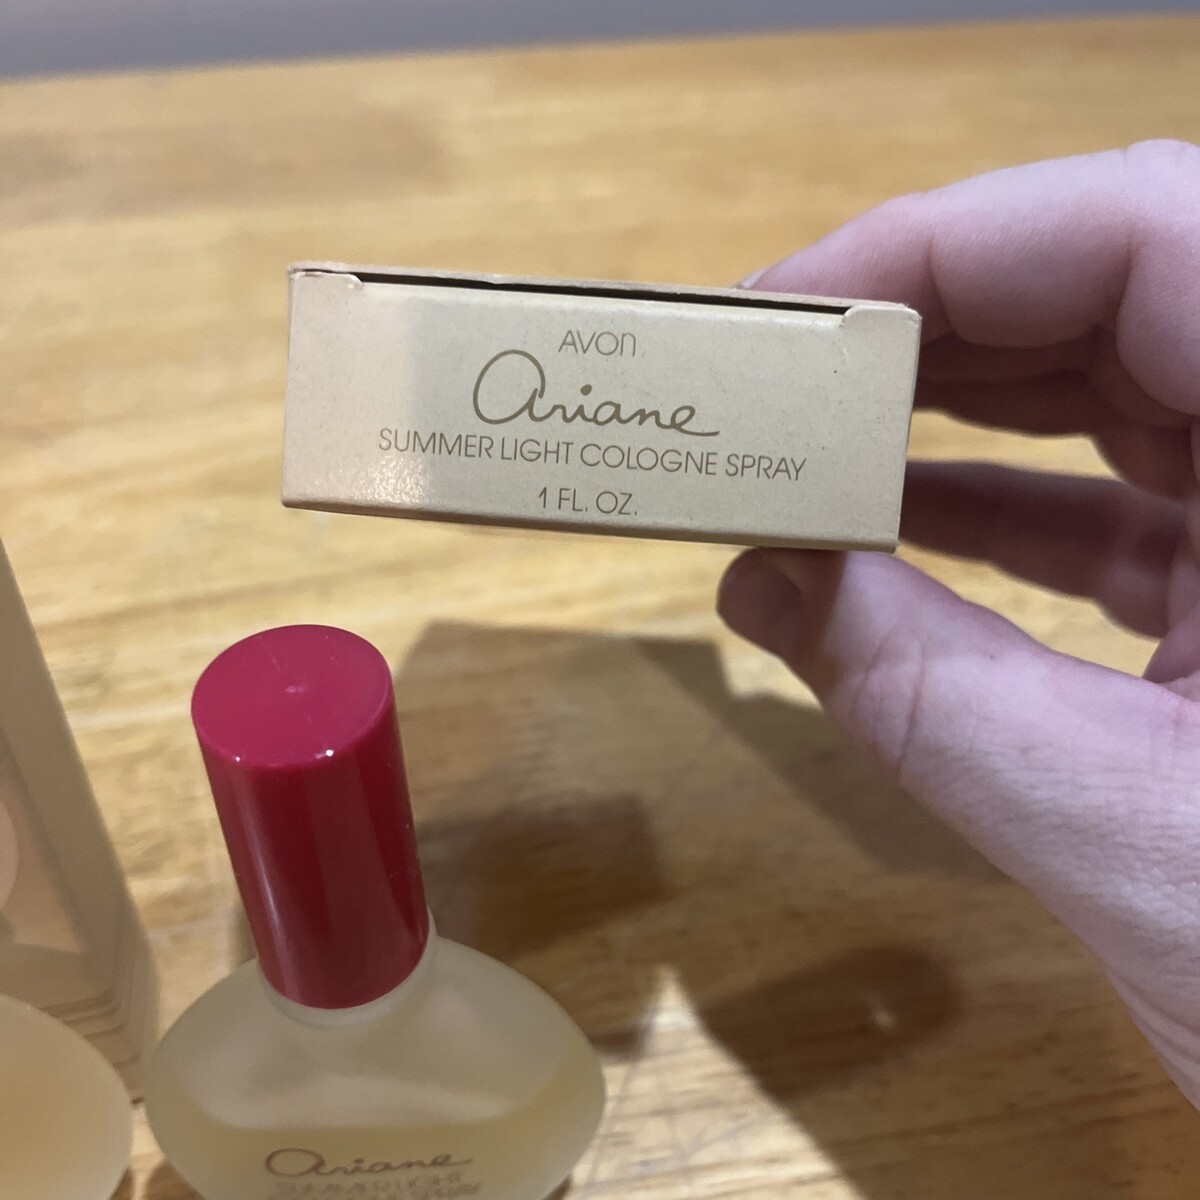 AVON
Ariane
SUMMER LIGHT COLOGNE SPRAY
1 FL. OZ.
Ariane